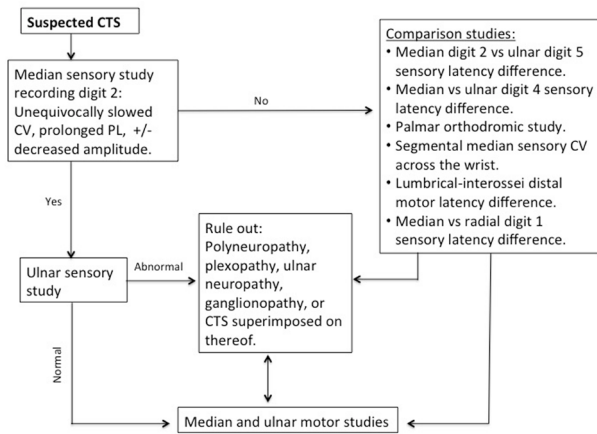 Suspected CTS
Median sensory study
recording digit 2:
Unequivocally slowed
CV, prolonged PL, +/-
decreased amplitude.
No
Comparison studies:
• Median digit 2 vs ulnar digit 5
sensory latency difference.
• Median vs ulnar digit 4 sensory
latency difference.
• Palmar orthodromic study.
• Segmental median sensory CV
across the wrist.
• Lumbrical-interossei distal
motor latency difference.
• Median vs radial digit 1
sensory latency difference.
Yes
Ulnar sensory
study
Abnormal
Rule out:
Polyneuropathy,
plexopathy, ulnar
neuropathy,
ganglionopathy, or
CTS superimposed on
thereof.
Normal
Median and ulnar motor studies